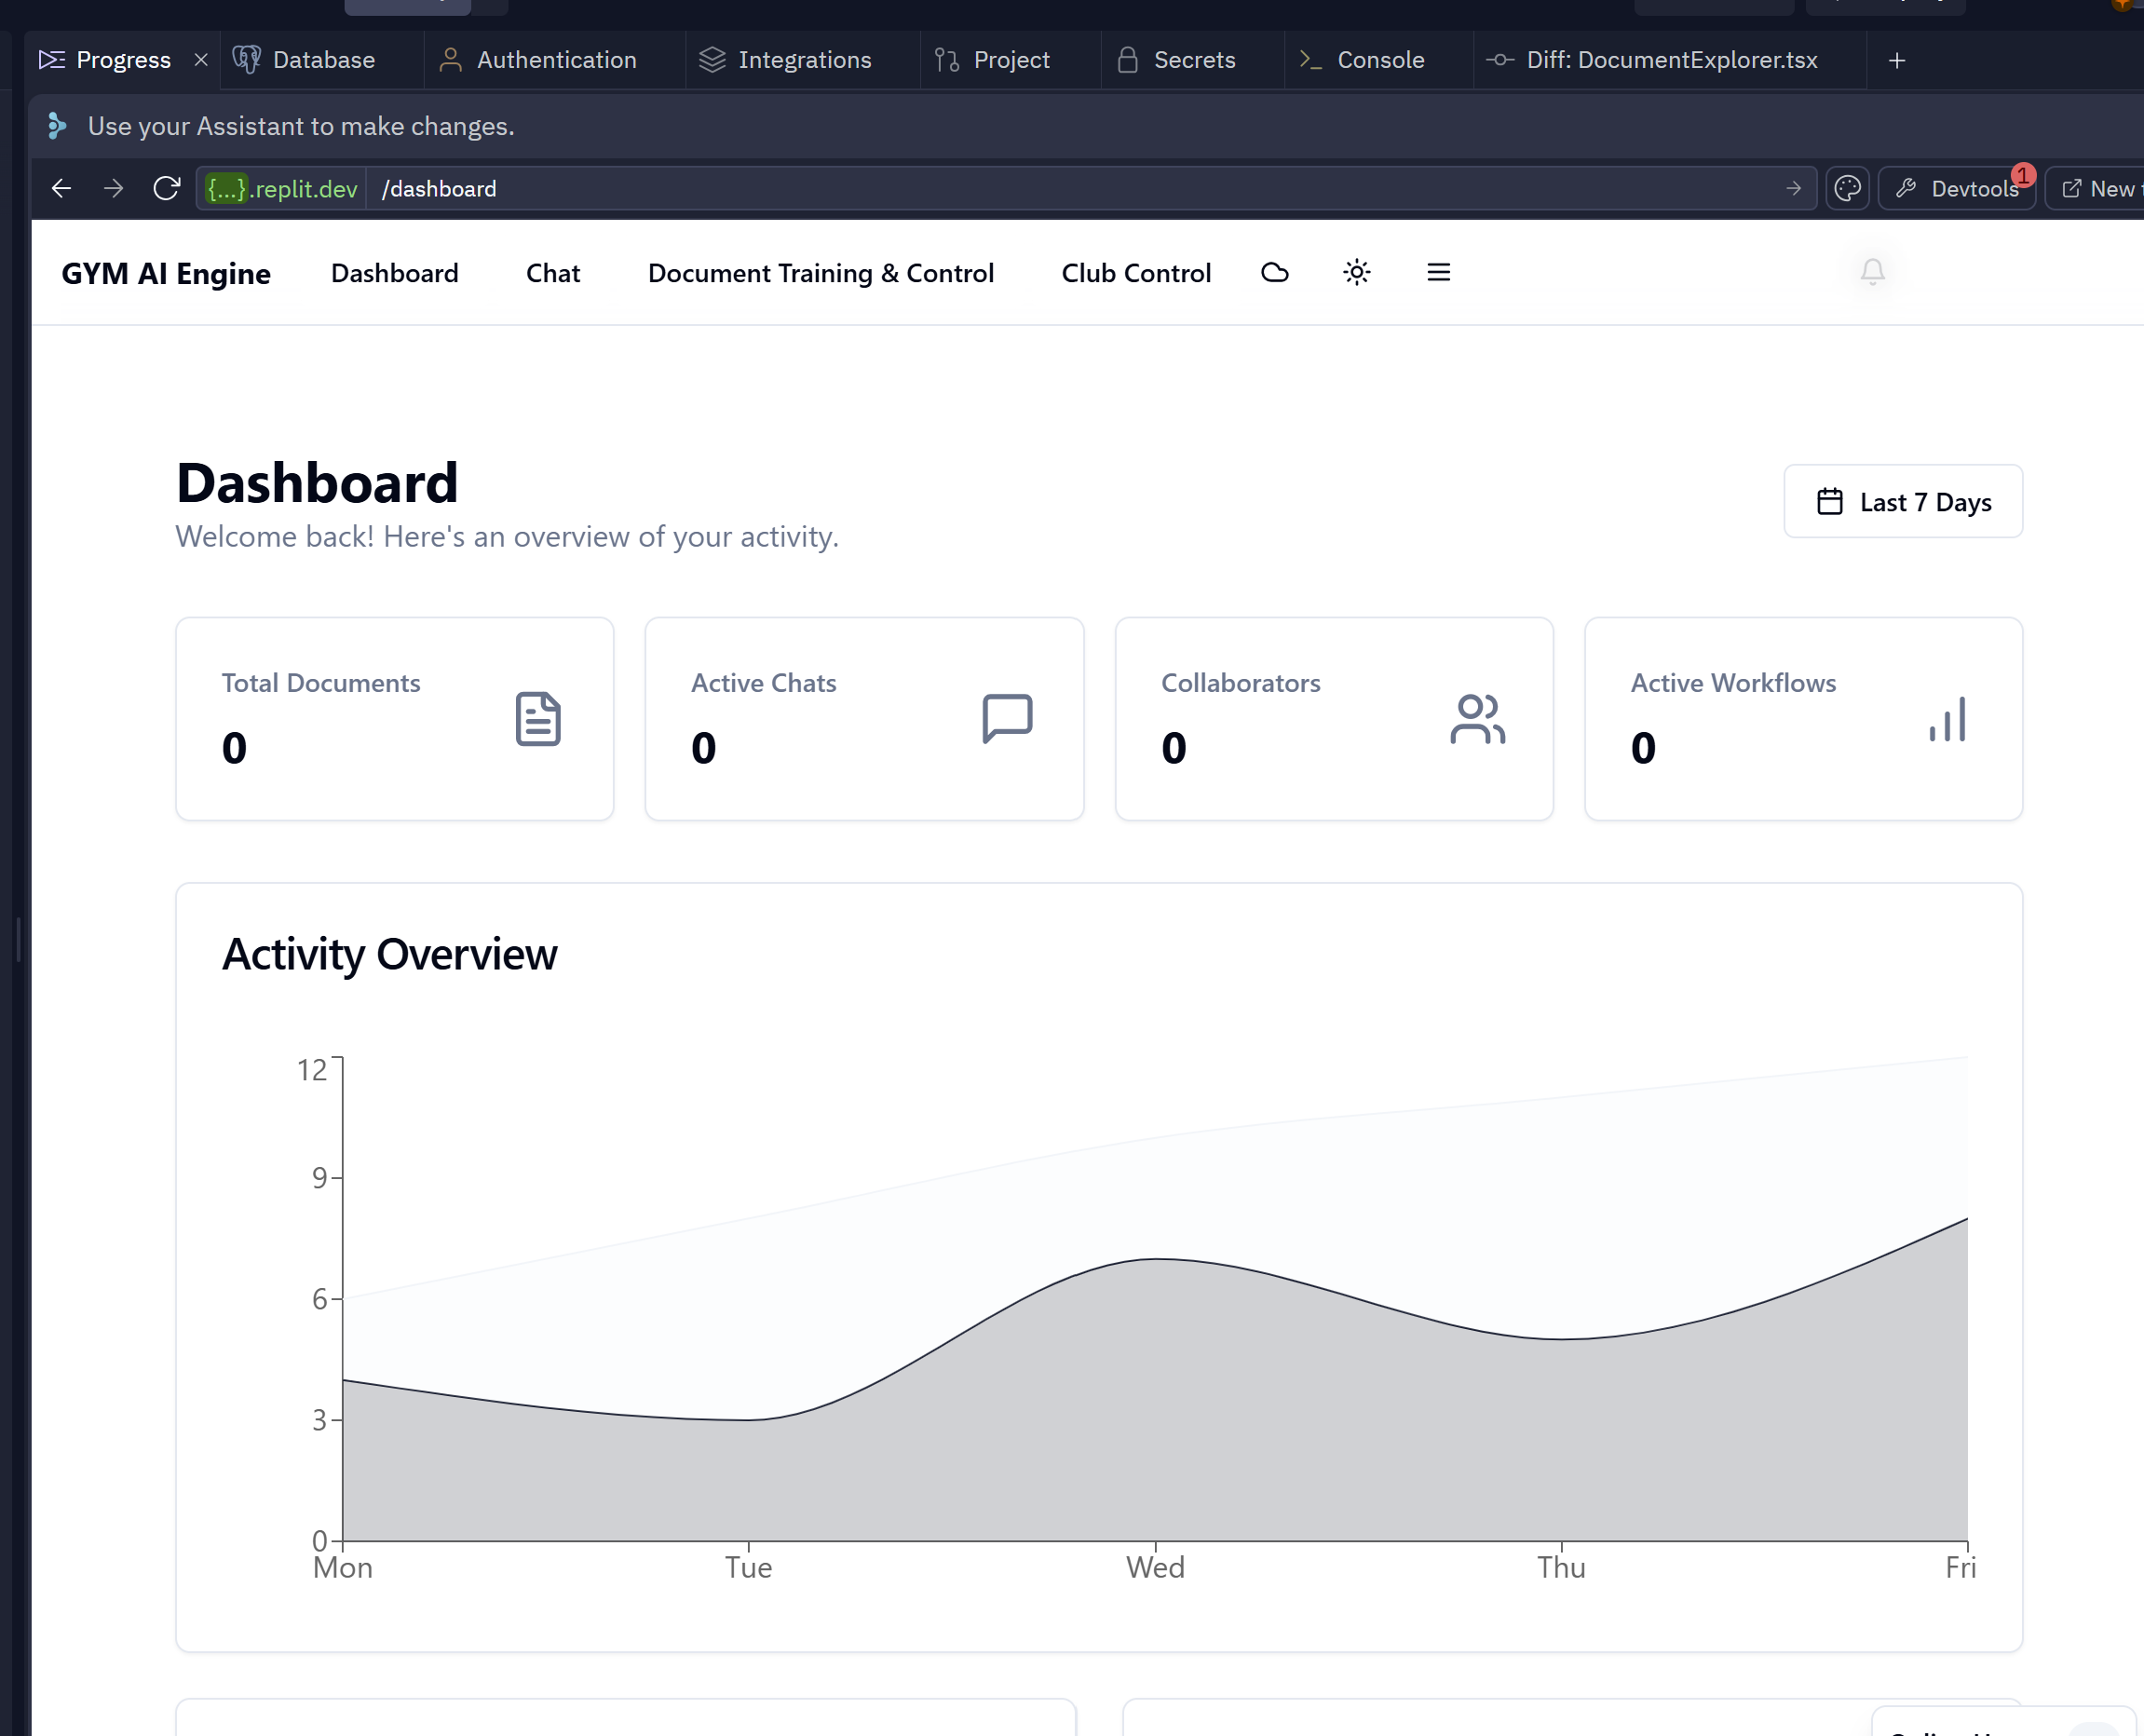 Progress Database Authentication Integrations Project Secrets Console Diff: DocumentExplorer.tsx
Use your Assistant to make changes.
{...}.replit.dev /dashboard Devtools 1 New
GYM AI Engine Dashboard Chat Document Training & Control Club Control
Dashboard
Last 7 Days
Welcome back! Here's an overview of your activity.
Total Documents Active Chats Collaborators Active Workflows
0 0 0 0
Activity Overview
12
9
6
3
0
Mon Tue Wed Thu Fri